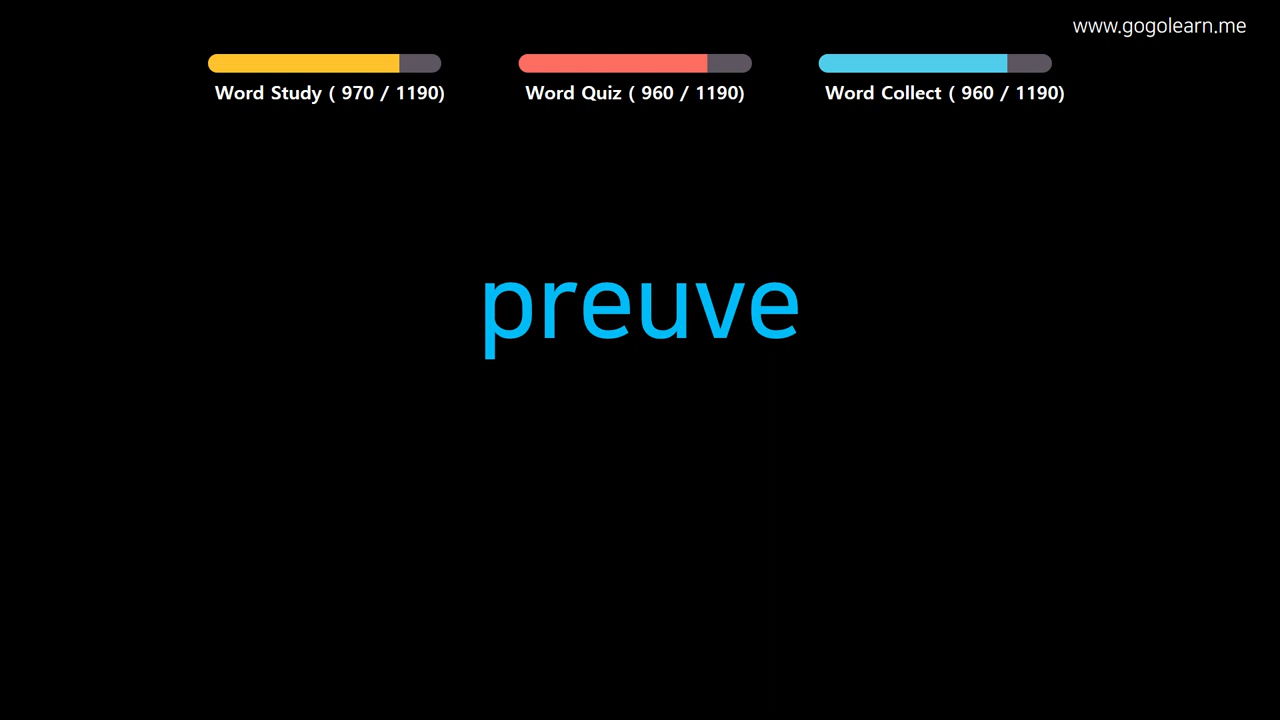 www.gogolearn.me
Word Study ( 970 / 1190)
Word Quiz ( 960 / 1190)
Word Collect ( 960 / 1190)
preuve